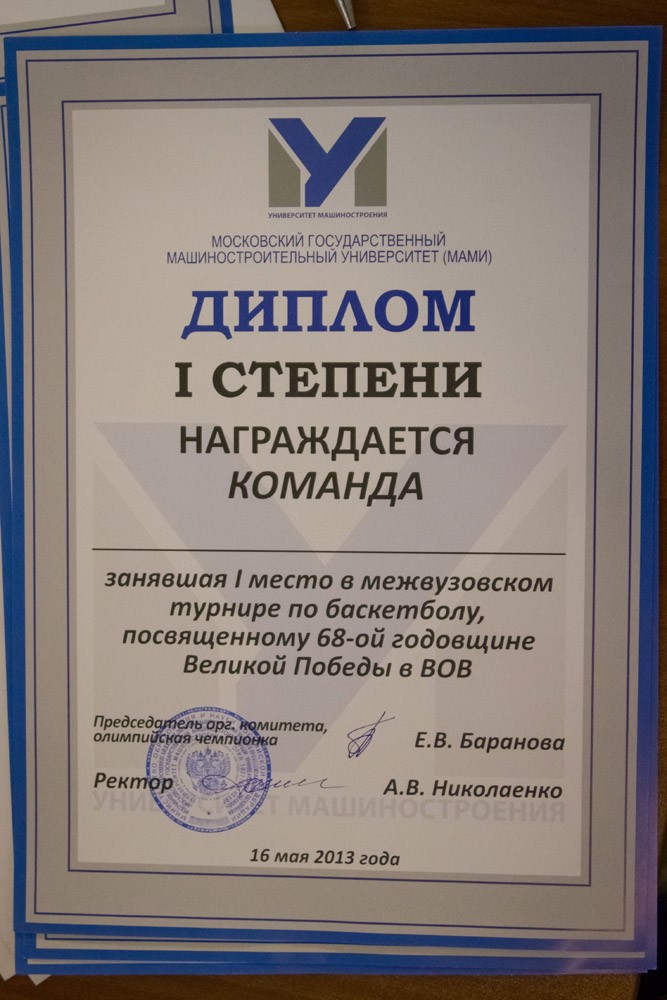 УНИВЕРСИТЕТ МАШИНОСТРОЕНИЯ
МОСКОВСКИЙ ГОСУДАРСТВЕННЫЙ
МАШИНОСТРОИТЕЛЬНЫЙ УНИВЕРСИТЕТ (МАМИ)
ДИПЛОМ
I СТЕПЕНИ
НАГРАЖДАЕТСЯ
КОМАНДА
занявшая I место в межвузовском
турнире по баскетболу,
посвященному 68-ой годовщине
Великой Победы в ВОВ
Председатель орг. комитета,
олимпийская чемпионка
Е.В. Баранова
Ректор
А.В. Николаенко
УНИВЕРСИТЕТ МАШИНОСТРОЕНИЯ
16 мая 2013 года